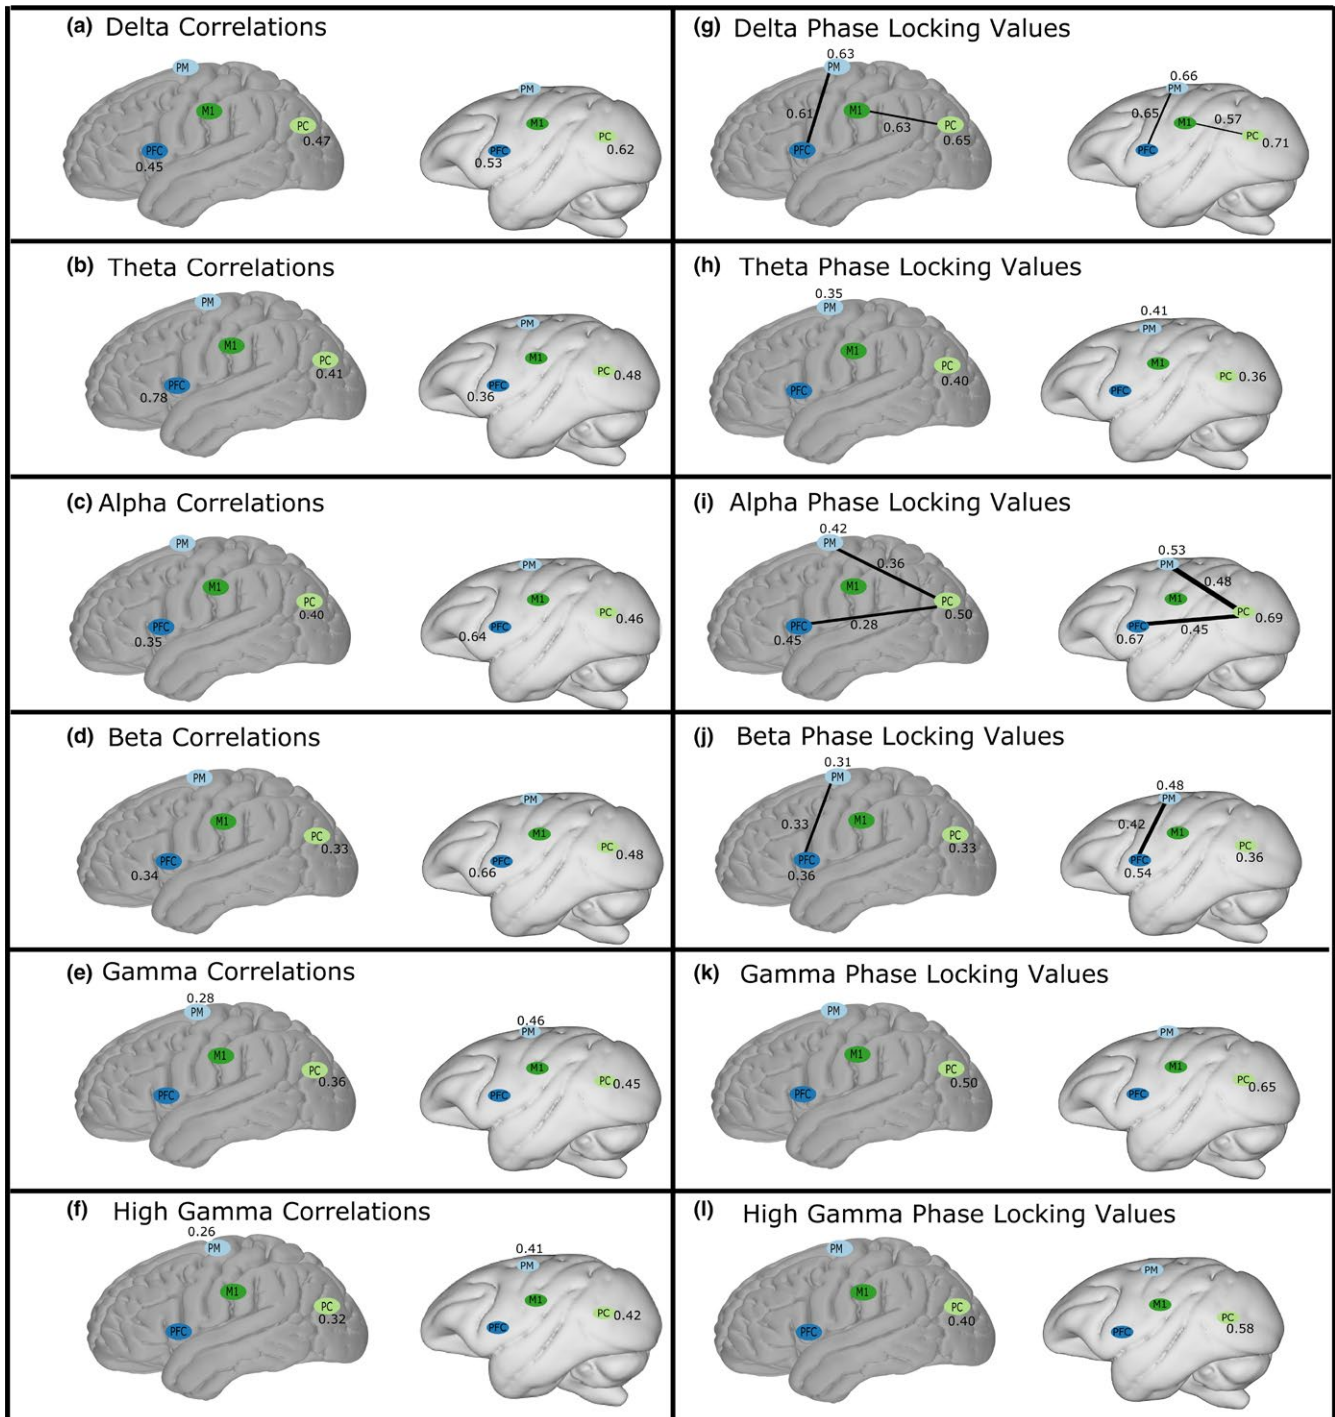 (a) Delta Correlations
PM
M1
PC
0.47
PFC
0.45
PM
M1
PC
0.62
PFC
0.53
(g) Delta Phase Locking Values
0.63
PM
0.61
M1
0.63
PC
0.65
PFC
0.66
PM
0.65
M1
0.57
PC
0.71
PFC
(b) Theta Correlations
PM
M1
PC
0.41
PFC
0.78
PM
M1
PC 0.48
PFC
0.36
(h) Theta Phase Locking Values
0.35
PM
M1
PC
0.40
PFC
0.41
PM
M1
PC 0.36
PFC
(c) Alpha Correlations
PM
M1
PC
0.40
PFC
0.35
PM
M1
PC 0.46
PFC
0.64
(i) Alpha Phase Locking Values
0.42
PM
0.36
M1
PC
0.50
PFC
0.28
0.45
0.53
PM
0.48
M1
PC
0.69
PFC
0.45
0.67
(d) Beta Correlations
PM
M1
PC
0.33
PFC
0.34
PM
M1
PC
0.48
PFC
0.66
(j) Beta Phase Locking Values
0.31
PM
0.33
M1
PC
0.33
PFC
0.36
0.48
PM
0.42
M1
PC
0.36
PFC
0.54
(e) Gamma Correlations
0.28
PM
M1
PC
0.36
PFC
0.46
PM
M1
PC
0.45
PFC
(k) Gamma Phase Locking Values
PM
M1
PC
0.50
PFC
PM
M1
PC
0.65
PFC
(f) High Gamma Correlations
0.26
PM
M1
PC
0.32
PFC
0.41
PM
M1
PC 0.42
PFC
(l) High Gamma Phase Locking Values
PM
M1
PC
0.40
PFC
PM
M1
PC
0.58
PFC